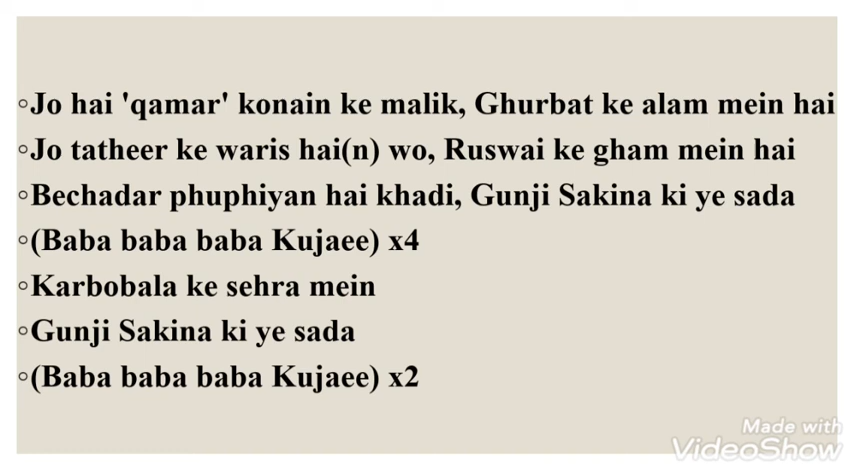 ◦Jo hai 'qamar' konain ke malik, Ghurbat ke alam mein hai
◦Jo tatheer ke waris hai(n) wo, Ruswai ke gham mein hai
◦Bechadar phuphiyan hai khadi, Gunji Sakina ki ye sada
◦(Baba baba baba Kujaee) x4
◦Karbobala ke sehra mein
◦Gunji Sakina ki ye sada
◦(Baba baba baba Kujaee) x2
Made with
VideoShow